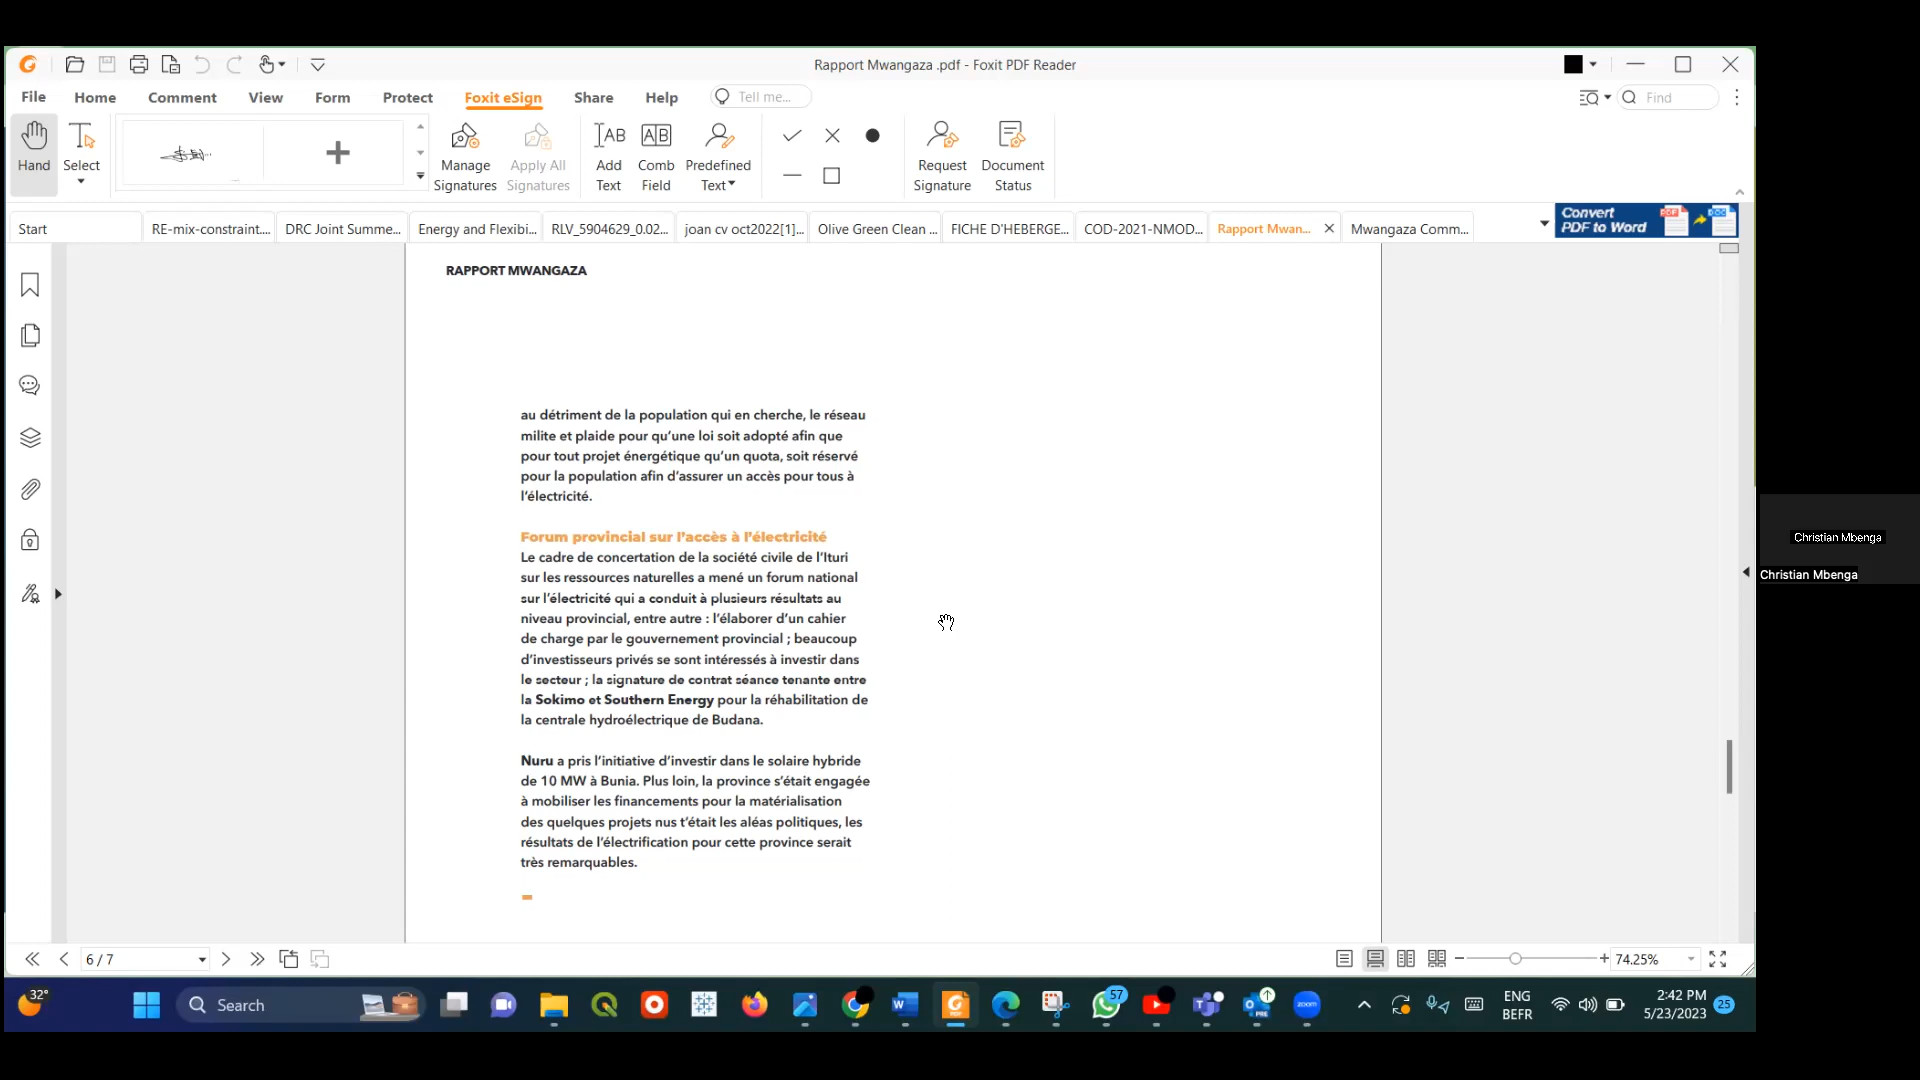 Rapport Mwangaza .pdf - Foxit PDF Reader
File Home Comment View Form Protect Foxit eSign Share Help Tell me... Find
Hand Select Manage Signatures Apply All Signatures Add Text Comb Field Predefined Text Request Signature Document Status
Start RE-mix-constraint... DRC Joint Summe... Energy and Flexibi... RLV_5904629_0.02... joan cv oct2022[1]... Olive Green Clean ... FICHE D'HEBERGE... COD-2021-NMOD... Rapport Mwan... Mwangaza Comm... Convert PDF to Word
RAPPORT MWANGAZA
au détriment de la population qui en cherche, le réseau
milite et plaide pour qu’une loi soit adopté afin que
pour tout projet énergétique qu’un quota, soit réservé
pour la population afin d’assurer un accès pour tous à
l’électricité.
Forum provincial sur l’accès à l’électricité
Le cadre de concertation de la société civile de l’Ituri
sur les ressources naturelles a mené un forum national
sur l’électricité qui a conduit à plusieurs résultats au
niveau provincial, entre autre : l’élaborer d’un cahier
de charge par le gouvernement provincial ; beaucoup
d’investisseurs privés se sont intéressés à investir dans
le secteur ; la signature de contrat séance tenante entre
la Sokimo et Southern Energy pour la réhabilitation de
la centrale hydroélectrique de Budana.
Nuru a pris l’initiative d’investir dans le solaire hybride
de 10 MW à Bunia. Plus loin, la province s’était engagée
à mobiliser les financements pour la matérialisation
des quelques projets nus t’était les aléas politiques, les
résultats de l’électrification pour cette province serait
très remarquables.
Christian Mbenga
Christian Mbenga
6 / 7
74.25%
32°
Search
57
ENG
BEFR
2:42 PM
5/23/2023
25